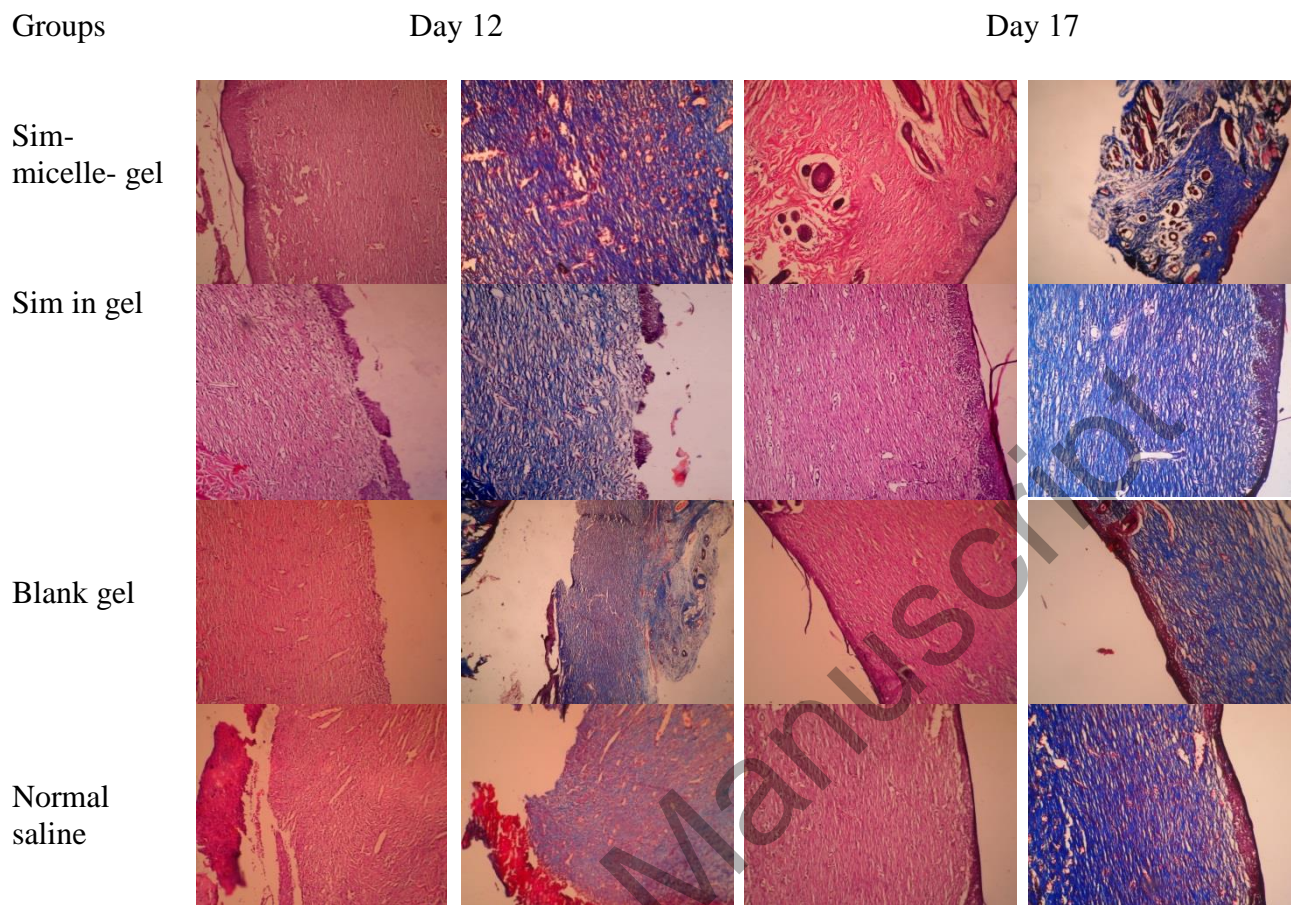 Groups Day 12 Day 17
Sim-
micelle- gel
Sim in gel
Blank gel
Normal
saline
Manuscript